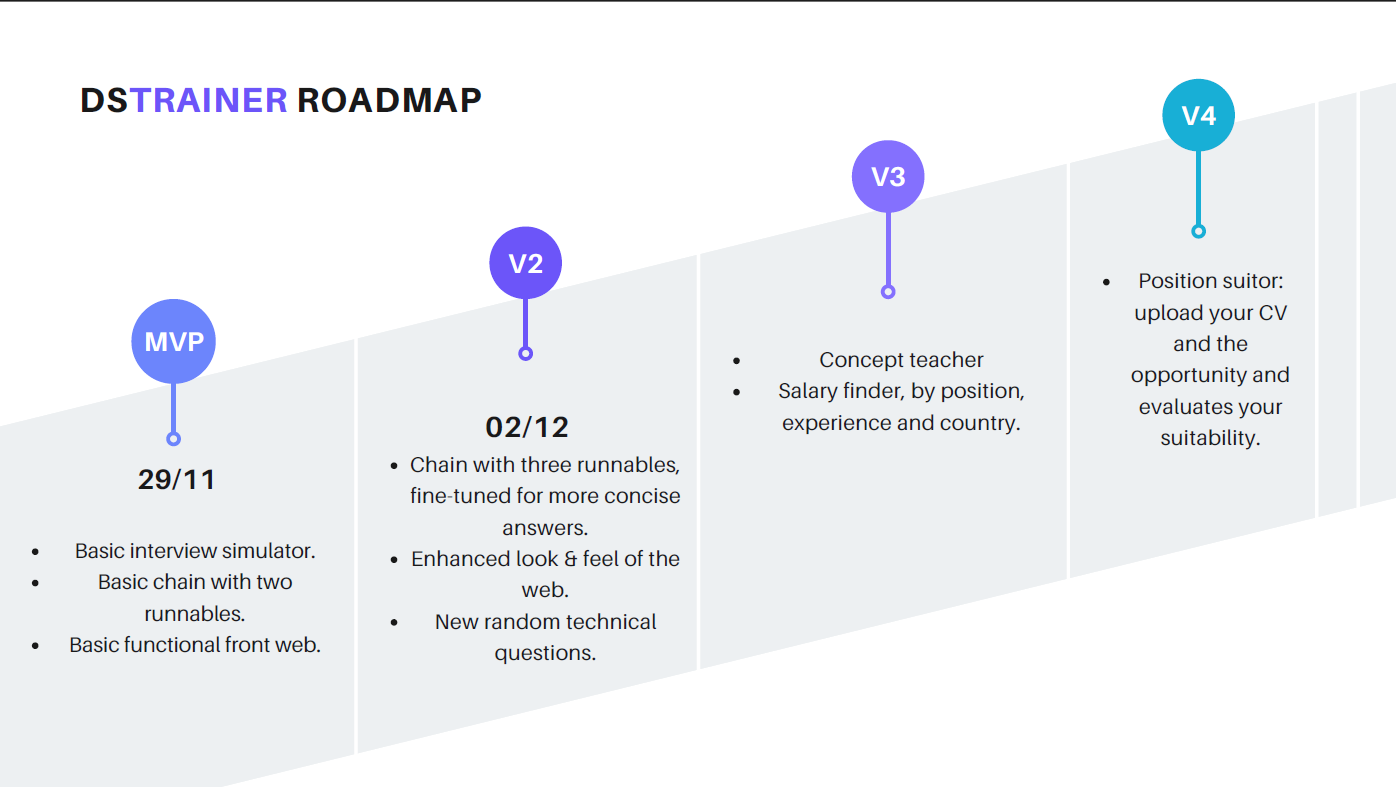 DSTRAINER ROADMAP
MVP
29/11
• Basic interview simulator.
• Basic chain with two
runnables.
• Basic functional front web.
V2
02/12
• Chain with three runnables,
fine-tuned for more concise
answers.
• Enhanced look & feel of the
web.
• New random technical
questions.
V3
• Concept teacher
• Salary finder, by position,
experience and country.
V4
• Position suitor:
upload your CV
and the
opportunity and
evaluates your
suitability.